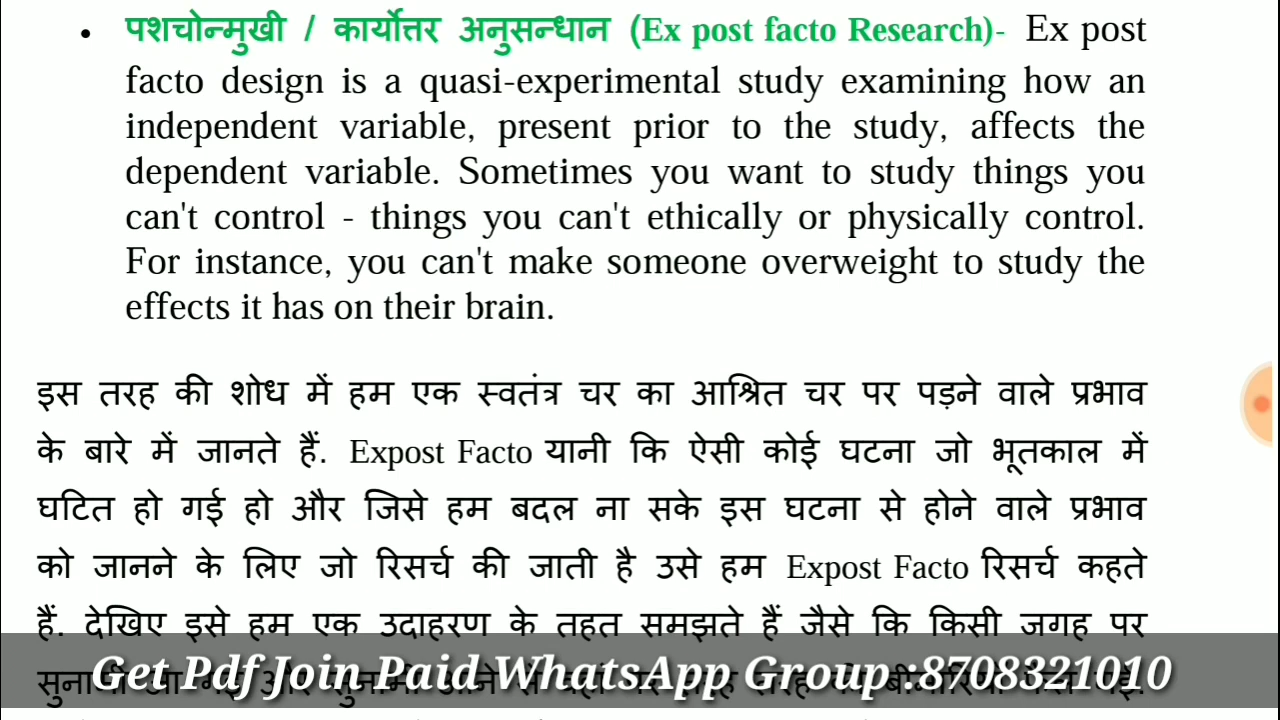 • पशचोन्मुखी / कार्योत्तर अनुसन्धान (Ex post facto Research)- Ex post
facto design is a quasi-experimental study examining how an
independent variable, present prior to the study, affects the
dependent variable. Sometimes you want to study things you
can't control - things you can't ethically or physically control.
For instance, you can't make someone overweight to study the
effects it has on their brain.
इस तरह की शोध में हम एक स्वतंत्र चर का आश्रित चर पर पड़ने वाले प्रभाव
के बारे में जानते हैं. Expost Facto यानी कि ऐसी कोई घटना जो भूतकाल में
घटित हो गई हो और जिसे हम बदल ना सके इस घटना से होने वाले प्रभाव
को जानने के लिए जो रिसर्च की जाती है उसे हम Expost Facto रिसर्च कहते
हैं. देखिए इसे हम एक उदाहरण के तहत समझते हैं जैसे कि किसी जगह पर
Get Pdf Join Paid WhatsApp Group :8708321010